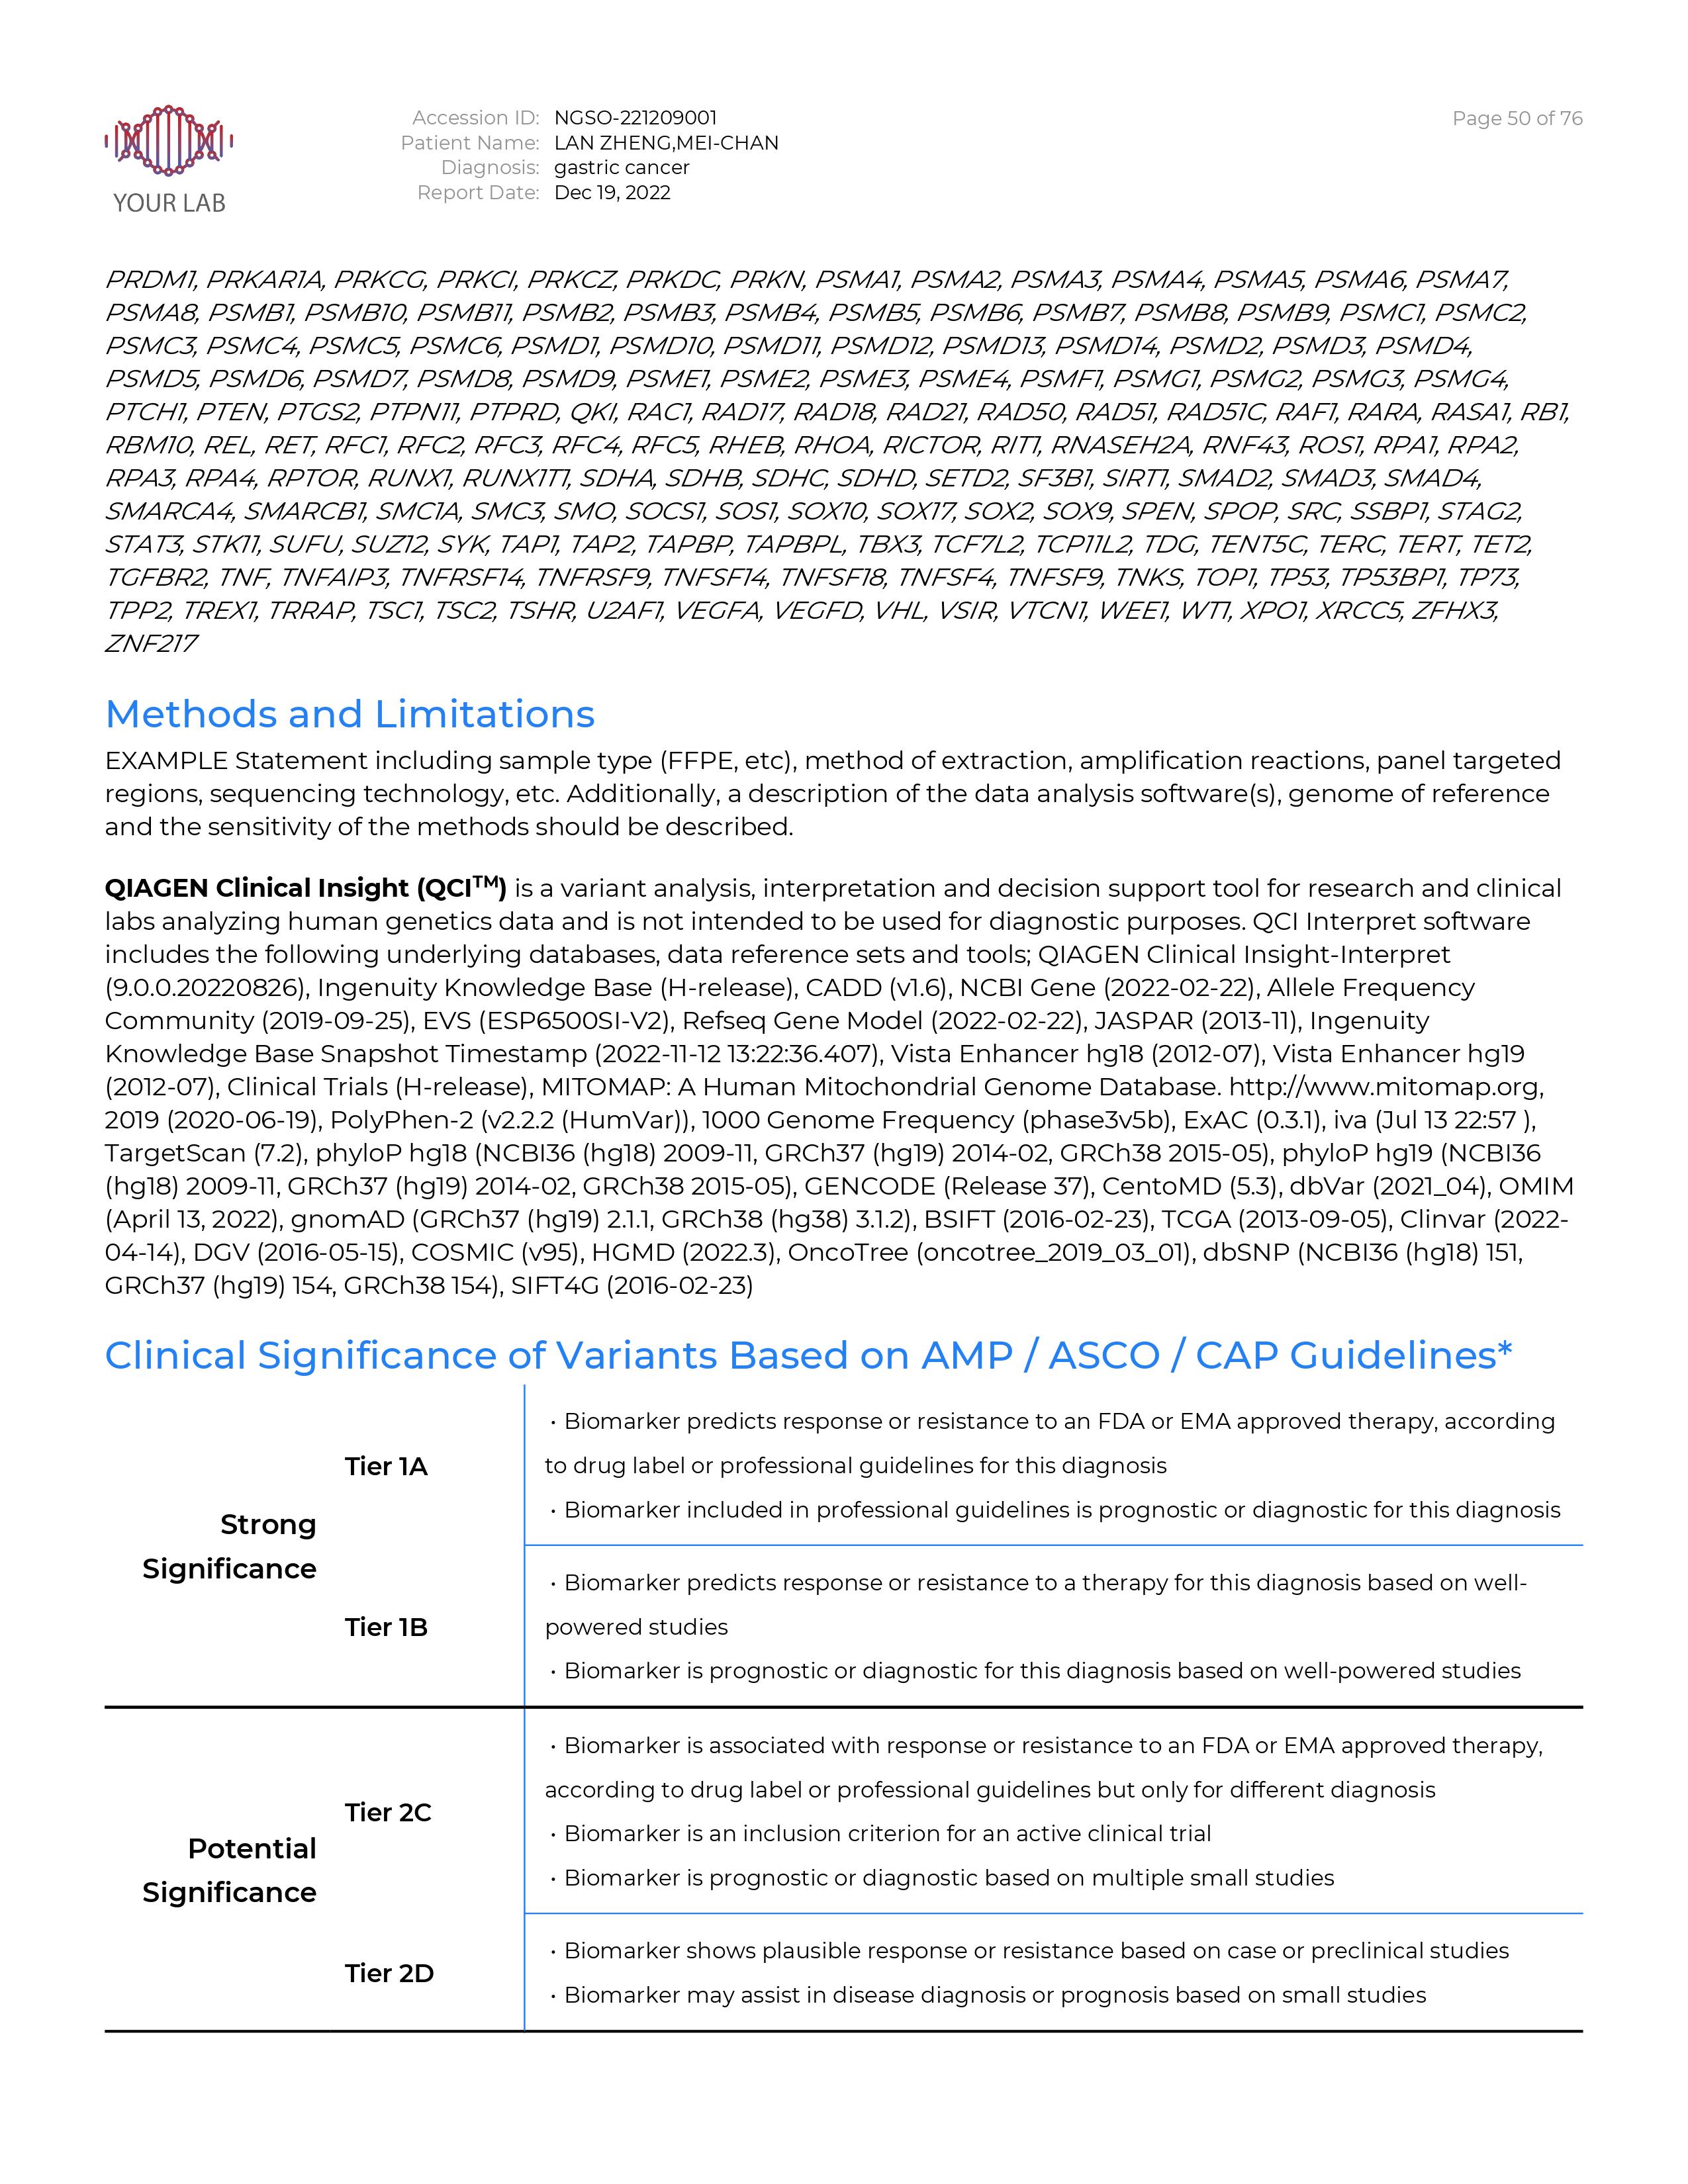 YOUR LAB
Accession ID: NGSO-221209001
Patient Name: LAN ZHENG,MEI-CHAN
Diagnosis: gastric cancer
Report Date: Dec 19, 2022
Page 50 of 76
PRDM1, PRKAR1A, PRKCG, PRKCI, PRKCZ, PRKDC, PRKN, PSMA1, PSMA2, PSMA3, PSMA4, PSMA5, PSMA6, PSMA7,
PSMA8, PSMB1, PSMB10, PSMB11, PSMB2, PSMB3, PSMB4, PSMB5, PSMB6, PSMB7, PSMB8, PSMB9, PSMC1, PSMC2,
PSMC3, PSMC4, PSMC5, PSMC6, PSMD1, PSMD10, PSMD11, PSMD12, PSMD13, PSMD14, PSMD2, PSMD3, PSMD4,
PSMD5, PSMD6, PSMD7, PSMD8, PSMD9, PSME1, PSME2, PSME3, PSME4, PSMF1, PSMG1, PSMG2, PSMG3, PSMG4,
PTCH1, PTEN, PTGS2, PTPN11, PTPRD, QKI, RAC1, RAD17, RAD18, RAD21, RAD50, RAD51, RAD51C, RAF1, RARA, RASA1, RB1,
RBM10, REL, RET, RFC1, RFC2, RFC3, RFC4, RFC5, RHEB, RHOA, RICTOR, RIT1, RNASEH2A, RNF43, ROS1, RPA1, RPA2,
RPA3, RPA4, RPTOR, RUNX1, RUNX1T1, SDHA, SDHB, SDHC, SDHD, SETD2, SF3B1, SIRT1, SMAD2, SMAD3, SMAD4,
SMARCA4, SMARCB1, SMC1A, SMC3, SMO, SOCS1, SOS1, SOX10, SOX17, SOX2, SOX9, SPEN, SPOP, SRC, SSBP1, STAG2,
STAT3, STK11, SUFU, SUZ12, SYK, TAP1, TAP2, TAPBP, TAPBPL, TBX3, TCF7L2, TCP11L2, TDG, TENT5C, TERC, TERT, TET2,
TGFBR2, TNF, TNFAIP3, TNFRSF14, TNFRSF9, TNFSF14, TNFSF18, TNFSF4, TNFSF9, TNKS, TOP1, TP53, TP53BP1, TP73,
TPP2, TREX1, TRRAP, TSC1, TSC2, TSHR, U2AF1, VEGFA, VEGFD, VHL, VSIR, VTCN1, WEE1, WT1, XPO1, XRCC5, ZFHX3,
ZNF217
Methods and Limitations
EXAMPLE Statement including sample type (FFPE, etc), method of extraction, amplification reactions, panel targeted
regions, sequencing technology, etc. Additionally, a description of the data analysis software(s), genome of reference
and the sensitivity of the methods should be described.
QIAGEN Clinical Insight (QCI™) is a variant analysis, interpretation and decision support tool for research and clinical
labs analyzing human genetics data and is not intended to be used for diagnostic purposes. QCI Interpret software
includes the following underlying databases, data reference sets and tools; QIAGEN Clinical Insight-Interpret
(9.0.0.20220826), Ingenuity Knowledge Base (H-release), CADD (v1.6), NCBI Gene (2022-02-22), Allele Frequency
Community (2019-09-25), EVS (ESP6500SI-V2), Refseq Gene Model (2022-02-22), JASPAR (2013-11), Ingenuity
Knowledge Base Snapshot Timestamp (2022-11-12 13:22:36.407), Vista Enhancer hg18 (2012-07), Vista Enhancer hg19
(2012-07), Clinical Trials (H-release), MITOMAP: A Human Mitochondrial Genome Database. http://www.mitomap.org,
2019 (2020-06-19), PolyPhen-2 (v2.2.2 (HumVar)), 1000 Genome Frequency (phase3v5b), ExAC (0.3.1), iva (Jul 13 22:57 ),
TargetScan (7.2), phyloP hg18 (NCBI36 (hg18) 2009-11, GRCh37 (hg19) 2014-02, GRCh38 2015-05), phyloP hg19 (NCBI36
(hg18) 2009-11, GRCh37 (hg19) 2014-02, GRCh38 2015-05), GENCODE (Release 37), CentoMD (5.3), dbVar (2021_04), OMIM
(April 13, 2022), gnomAD (GRCh37 (hg19) 2.1.1, GRCh38 (hg38) 3.1.2), BSIFT (2016-02-23), TCGA (2013-09-05), Clinvar (2022-
04-14), DGV (2016-05-15), COSMIC (v95), HGMD (2022.3), OncoTree (oncotree_2019_03_01), dbSNP (NCBI36 (hg18) 151,
GRCh37 (hg19) 154, GRCh38 154), SIFT4G (2016-02-23)
Clinical Significance of Variants Based on AMP / ASCO / CAP Guidelines*
Strong
Significance
Tier 1A
• Biomarker predicts response or resistance to an FDA or EMA approved therapy, according
to drug label or professional guidelines for this diagnosis
• Biomarker included in professional guidelines is prognostic or diagnostic for this diagnosis
Tier 1B
• Biomarker predicts response or resistance to a therapy for this diagnosis based on well-
powered studies
• Biomarker is prognostic or diagnostic for this diagnosis based on well-powered studies
Potential
Significance
Tier 2C
• Biomarker is associated with response or resistance to an FDA or EMA approved therapy,
according to drug label or professional guidelines but only for different diagnosis
• Biomarker is an inclusion criterion for an active clinical trial
• Biomarker is prognostic or diagnostic based on multiple small studies
Tier 2D
• Biomarker shows plausible response or resistance based on case or preclinical studies
• Biomarker may assist in disease diagnosis or prognosis based on small studies